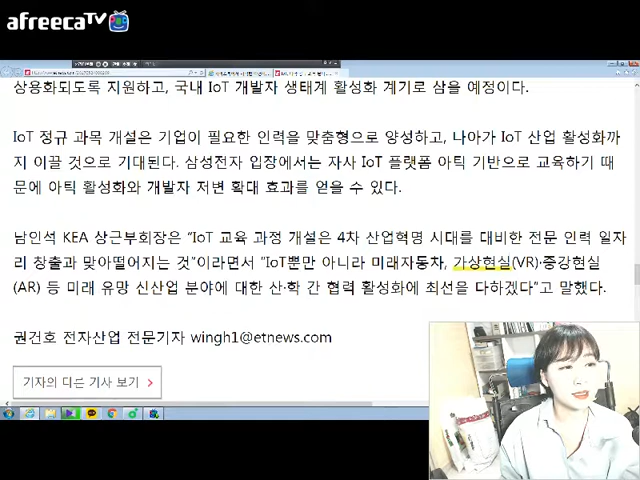 afreecaTV
상용화되도록 지원하고, 국내 IoT 개발자 생태계 활성화 계기로 삼을 예정이다.
IoT 정규 과목 개설은 기업이 필요한 인력을 맞춤형으로 양성하고, 나아가 IoT 산업 활성화까
지 이끌 것으로 기대된다. 삼성전자 입장에서는 자사 IoT 플랫폼 아틱 기반으로 교육하기 때
문에 아틱 활성화와 개발자 저변 확대 효과를 얻을 수 있다.
남인석 KEA 상근부회장은 “IoT 교육 과정 개설은 4차 산업혁명 시대를 대비한 전문 인력 일자
리 창출과 맞아떨어지는 것”이라면서 “IoT뿐만 아니라 미래자동차, 가상현실(VR)·증강현실
(AR) 등 미래 유망 신산업 분야에 대한 산·학 간 협력 활성화에 최선을 다하겠다”고 말했다.
권건호 전자산업 전문기자 wingh1@etnews.com
기자의 다른 기사 보기 >